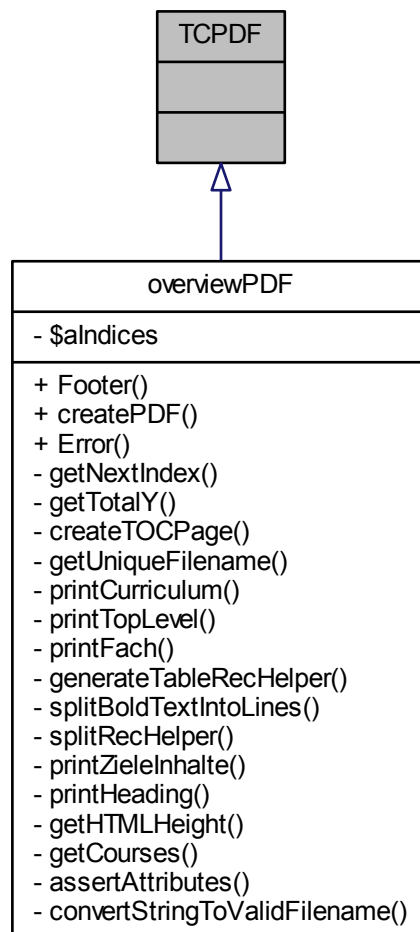 TCPDF
overviewPDF
- $aIndices
+ Footer()
+ createPDF()
+ Error()
- getNextIndex()
- getTotalY()
- createTOCPage()
- getUniqueFilename()
- printCurriculum()
- printTopLevel()
- printFach()
- generateTableRecHelper()
- splitBoldTextIntoLines()
- splitRecHelper()
- printZieleInhalte()
- printHeading()
- getHTMLHeight()
- getCourses()
- assertAttributes()
- convertStringToValidFilename()